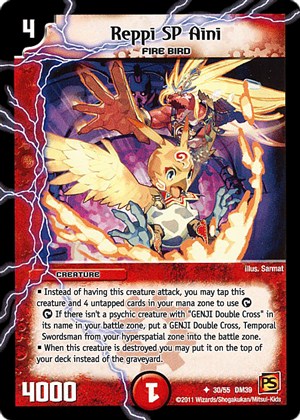 4
Reppi SP Aini
FIRE BIRD
illus. Sarmat
CREATURE
■ Instead of having this creature attack, you may tap this
creature and 4 untapped cards in your mana zone to use
If there isn't a psychic creature with "GENJI Double Cross" in
its name in your battle zone, put a GENJI Double Cross, Temporal
Swordsman from your hyperspatial zone into the battle zone.
■ When this creature is destroyed you may put it on the top of
your deck instead of the graveyard.
4000
1
30/55 DM39
©2011 Wizards/Shogakukan/Mitsui-Kids
PS